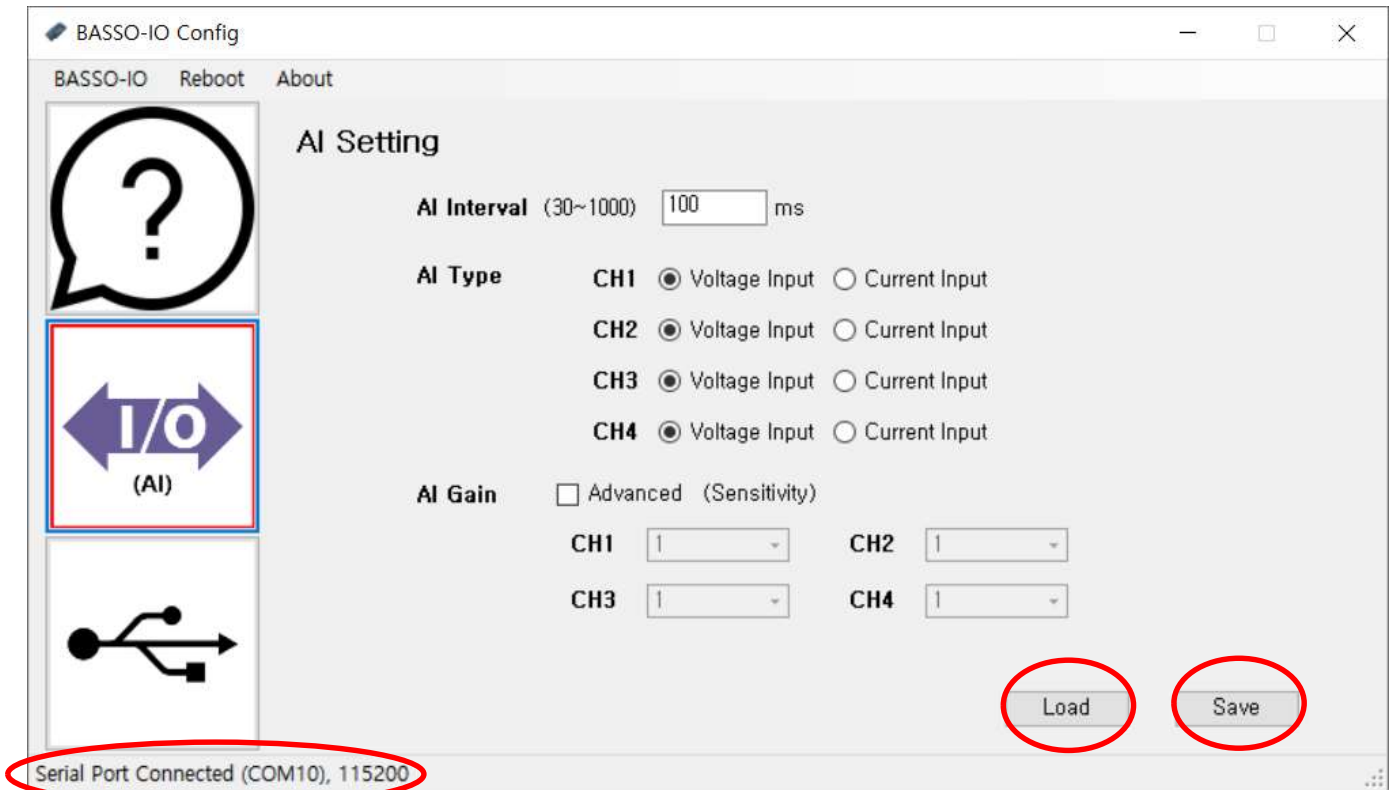 BASSO-IO Config
BASSO-IO Reboot About
?
AI Setting
AI Interval (30~1000) 100 ms
AI Type CH1 Voltage Input Current Input
CH2 Voltage Input Current Input
CH3 Voltage Input Current Input
CH4 Voltage Input Current Input
I/O
(AI)
AI Gain Advanced (Sensitivity)
CH1 1 CH2 1
CH3 1 CH4 1
Load Save
Serial Port Connected (COM10), 115200